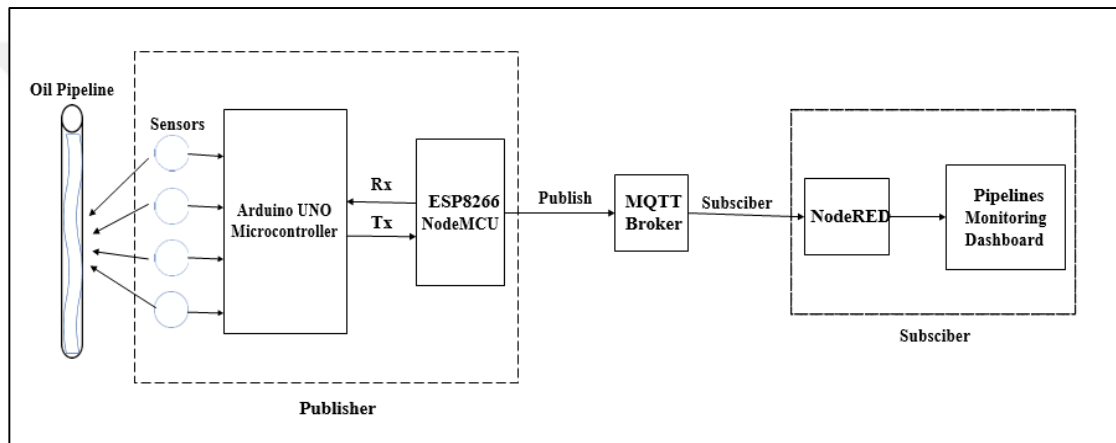 Oil Pipeline
Sensors
Arduino UNO
Microcontroller
Rx
Tx
ESP8266
NodeMCU
Publish
MQTT
Broker
Subsciber
NodeRED
Pipelines
Monitoring
Dashboard
Subsciber
Publisher